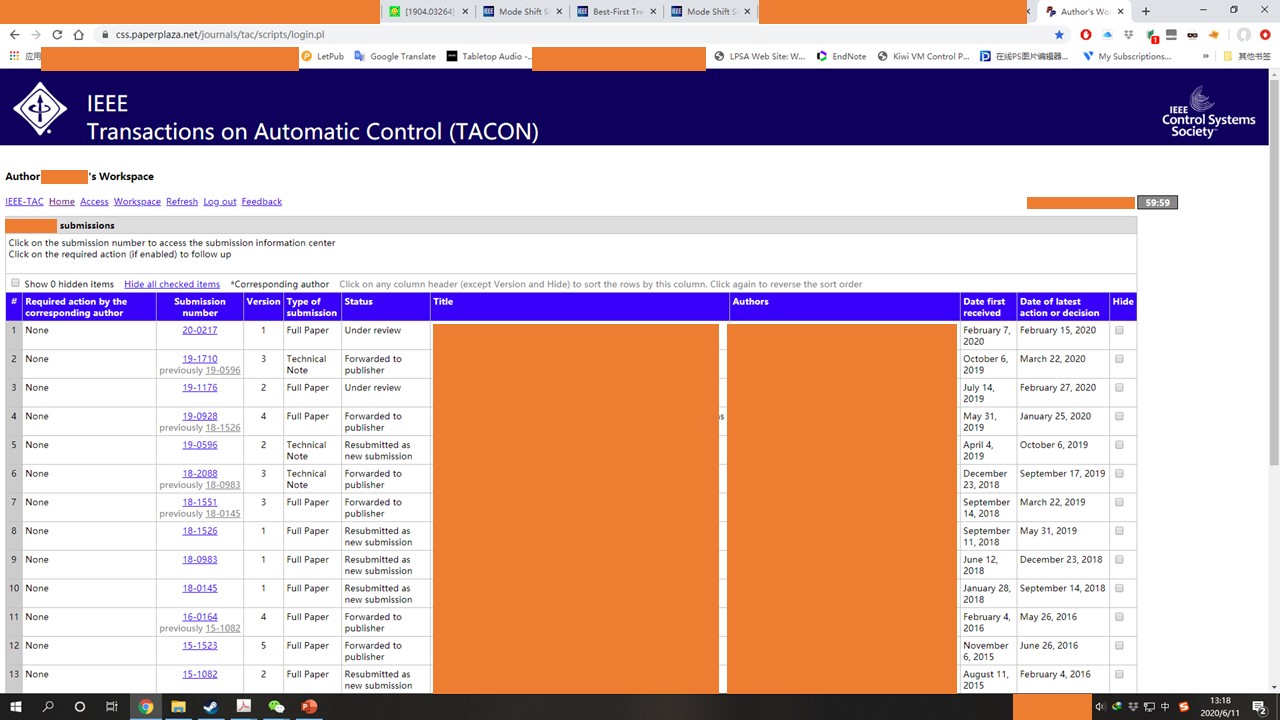 [1904.03264]
Mode Shift S
Best-First Tre
Mode Shift S
Author's Wo
css.paperplaza.net/journals/tac/scripts/login.pl
应用
LetPub
Google Translate
Tabletop Audio -...
LPSA Web Site: W...
EndNote
Kiwi VM Control P...
在线PS图片编辑器...
My Subscriptions...
»
其他书签
IEEE
Transactions on Automatic Control (TACON)
IEEE
Control Systems
Society
Author 's Workspace
IEEE-TAC Home Access Workspace Refresh Log out Feedback
59:59
submissions
Click on the submission number to access the submission information center
Click on the required action (if enabled) to follow up
Show 0 hidden items Hide all checked items *Corresponding author Click on any column header (except Version and Hide) to sort the rows by this column. Click again to reverse the sort order
# Required action by the corresponding author Submission number Version Type of submission Status Title Authors Date first received Date of latest action or decision Hide
1 None 20-0217 1 Full Paper Under review February 7, 2020 February 15, 2020
2 None 19-1710 previously 19-0596 3 Technical Note Forwarded to publisher October 6, 2019 March 22, 2020
3 None 19-1176 2 Full Paper Under review July 14, 2019 February 27, 2020
4 None 19-0928 previously 18-1526 4 Full Paper Forwarded to publisher May 31, 2019 January 25, 2020
5 None 19-0596 2 Technical Note Resubmitted as new submission April 4, 2019 October 6, 2019
6 None 18-2088 previously 18-0983 3 Technical Note Forwarded to publisher December 23, 2018 September 17, 2019
7 None 18-1551 previously 18-0145 3 Full Paper Forwarded to publisher September 14, 2018 March 22, 2019
8 None 18-1526 1 Full Paper Resubmitted as new submission September 11, 2018 May 31, 2019
9 None 18-0983 1 Full Paper Resubmitted as new submission June 12, 2018 December 23, 2018
10 None 18-0145 1 Full Paper Resubmitted as new submission January 28, 2018 September 14, 2018
11 None 16-0164 previously 15-1082 4 Full Paper Forwarded to publisher February 4, 2016 May 26, 2016
12 None 15-1523 5 Full Paper Forwarded to publisher November 6, 2015 June 26, 2016
13 None 15-1082 2 Full Paper Resubmitted as new submission August 11, 2015 February 4, 2016
中
13:18
2020/6/11
2